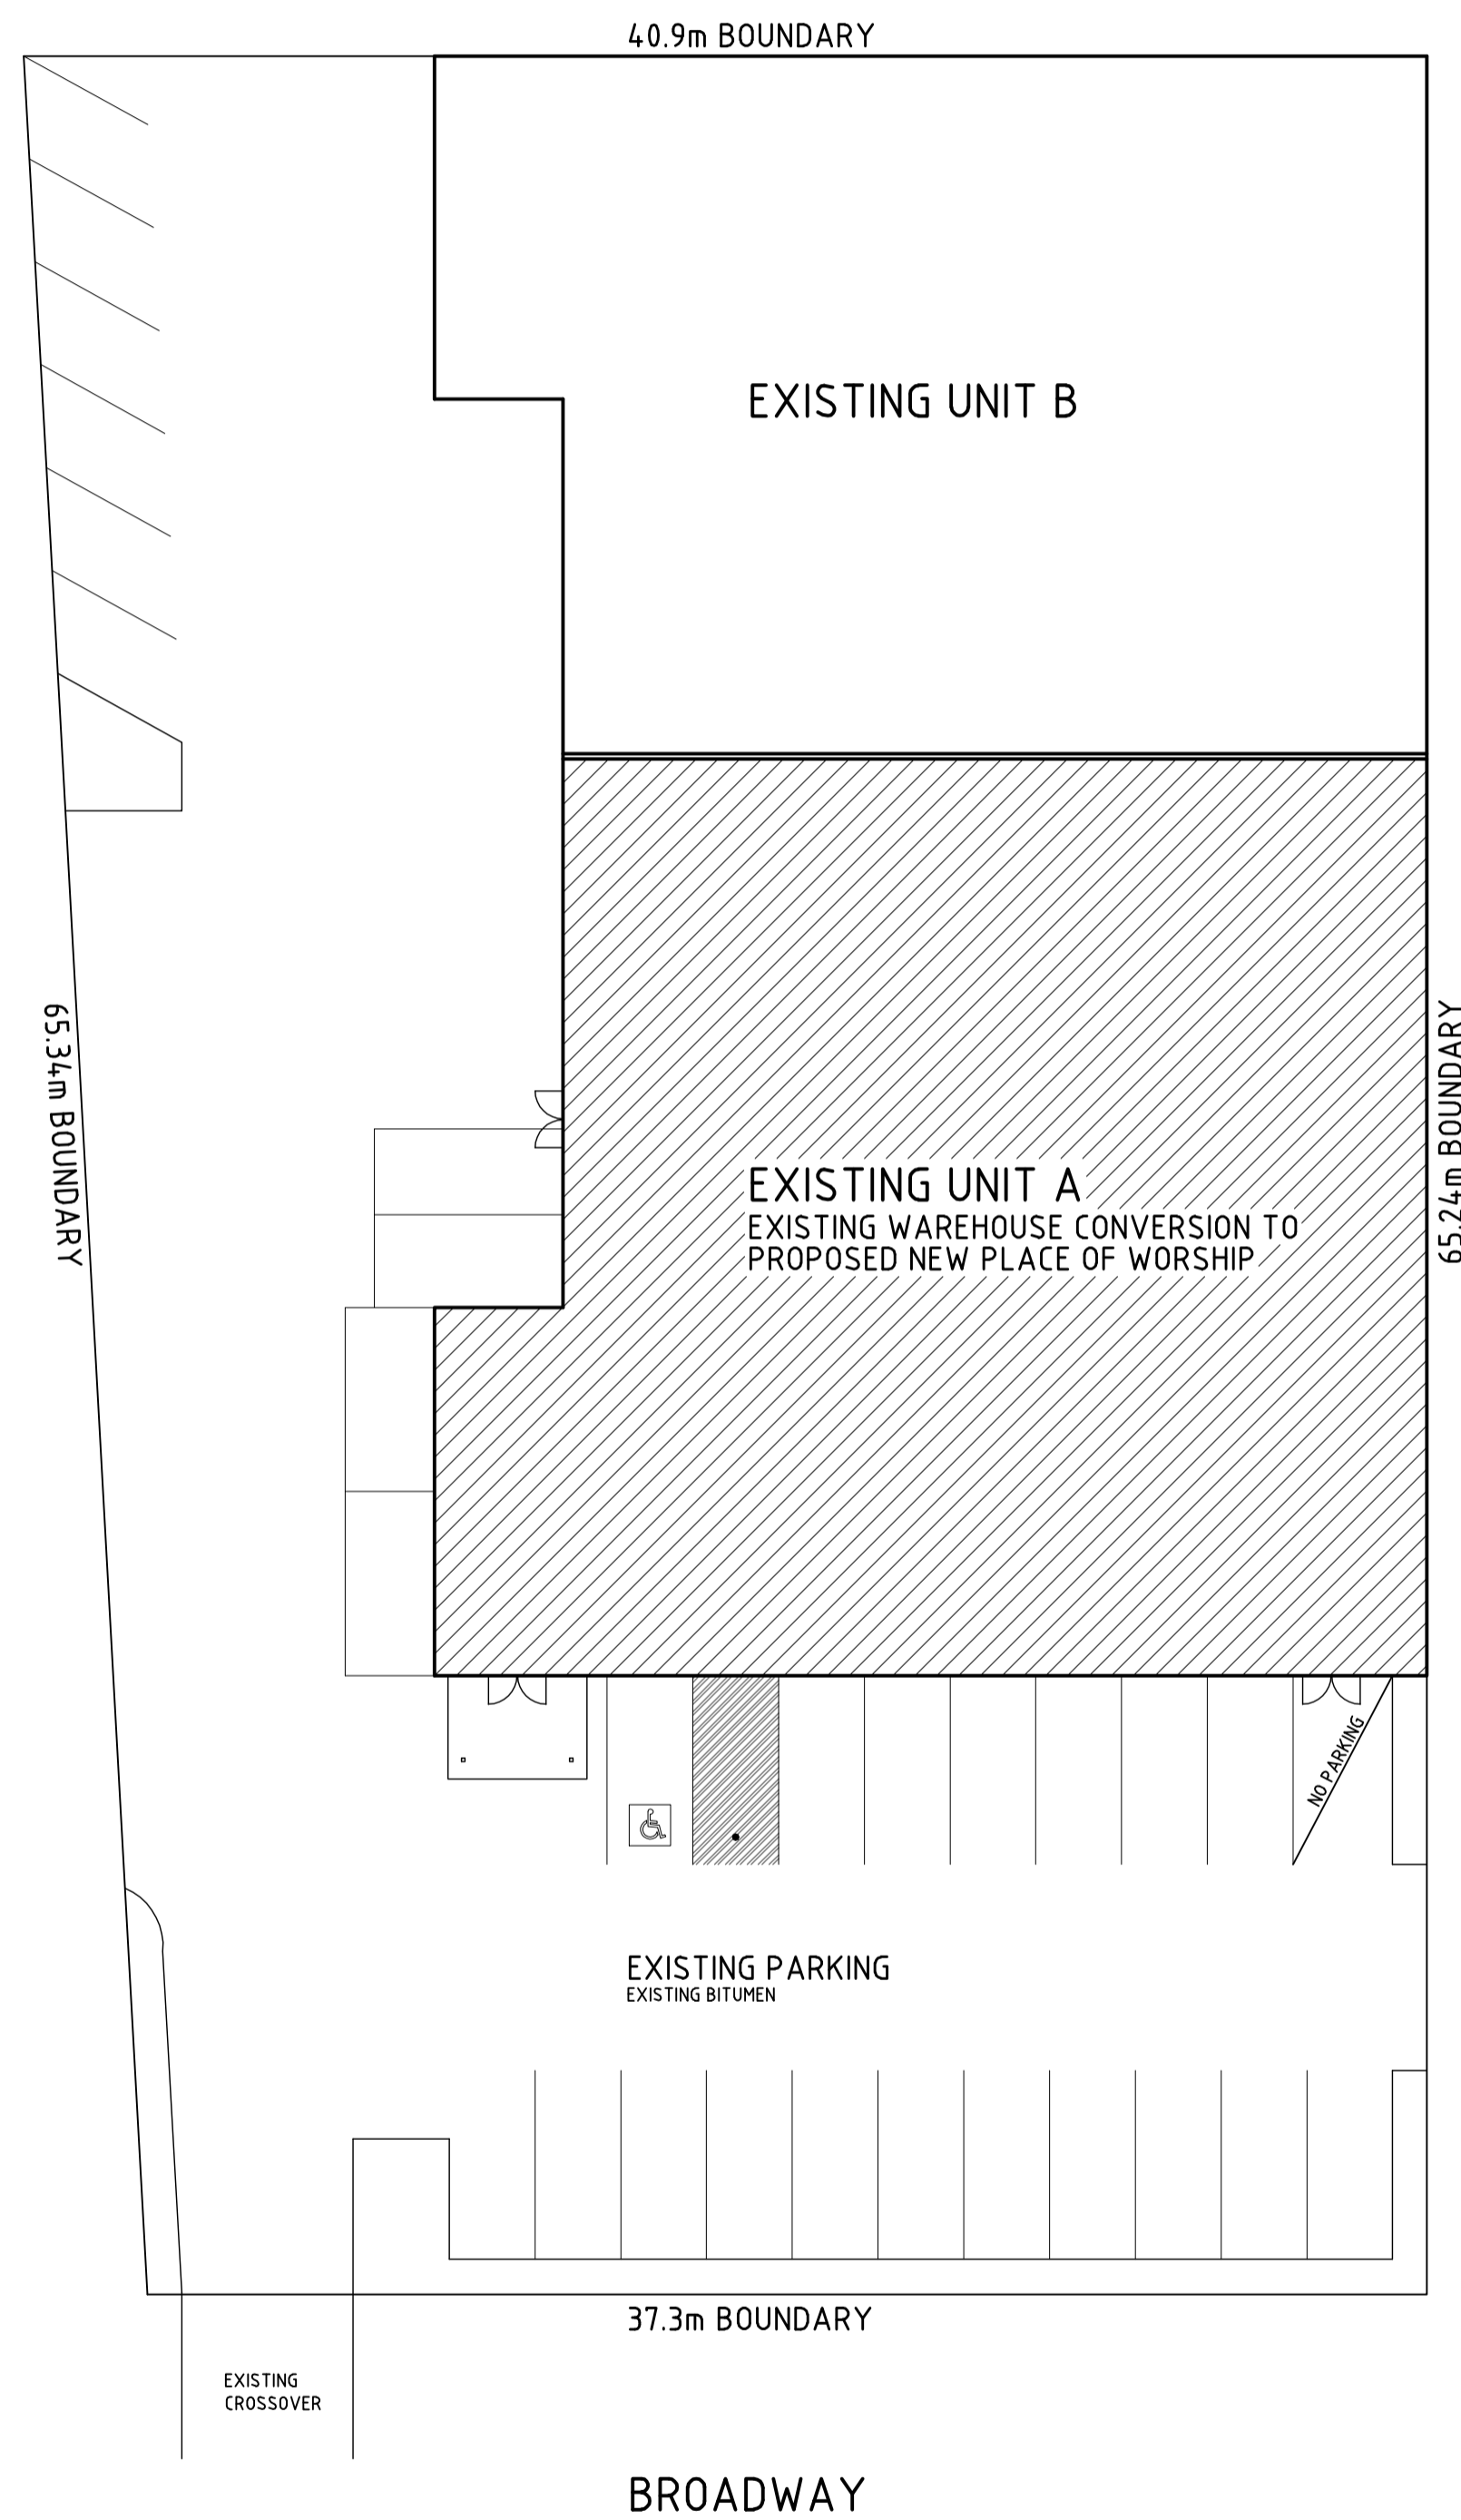 40.9m BOUNDARY
EXISTING UNIT B
65.34m BOUNDARY
65.24m BOUNDARY
EXISTING UNIT A
EXISTING WAREHOUSE CONVERSION TO
PROPOSED NEW PLACE OF WORSHIP
NO PARKING
EXISTING PARKING
EXISTING BITUMEN
37.3m BOUNDARY
EXISTING
CROSSOVER
BROADWAY